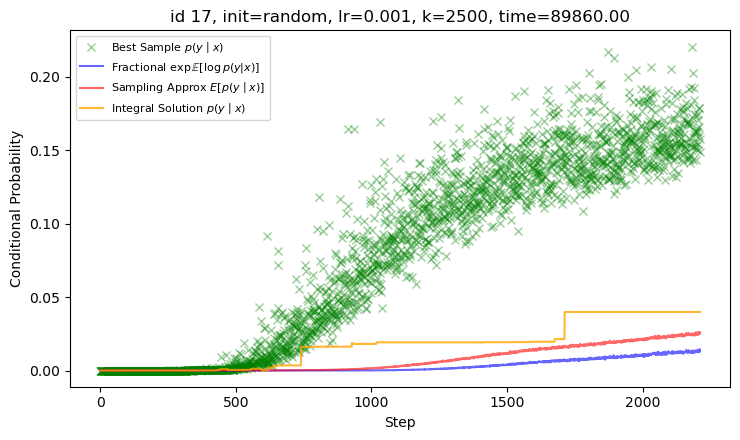 id 17, init=random, lr=0.001, k=2500, time=89860.00
Best Sample p(y | x)
Fractional exp𝔼[log p(y|x)]
Sampling Approx E[p(y | x)]
Integral Solution p(y | x)
Conditional Probability
0.20
0.15
0.10
0.05
0.00
0 500 1000 1500 2000
Step